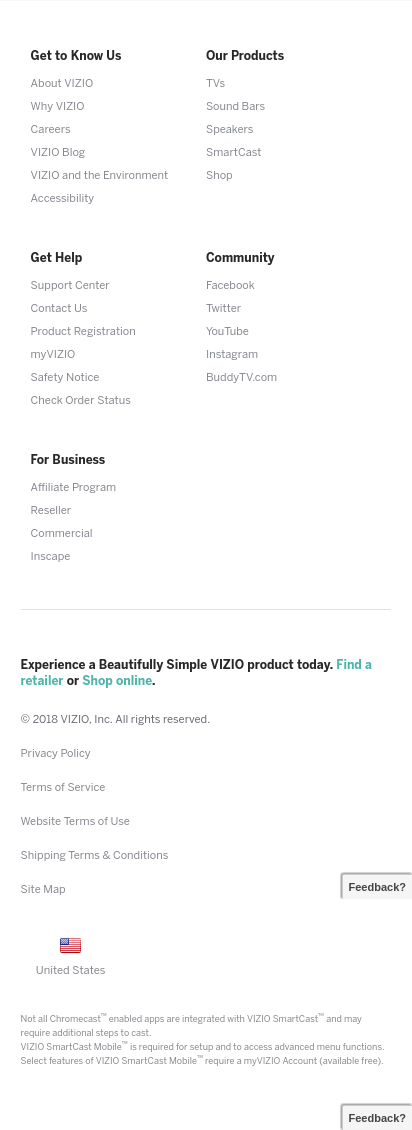 Get to Know Us
About VIZIO
Why VIZIO
Careers
VIZIO Blog
VIZIO and the Environment
Accessibility
Our Products
TVs
Sound Bars
Speakers
SmartCast
Shop
Get Help
Support Center
Contact Us
Product Registration
myVIZIO
Safety Notice
Check Order Status
Community
Facebook
Twitter
YouTube
Instagram
BuddyTV.com
For Business
Affiliate Program
Reseller
Commercial
Inscape
Experience a Beautifully Simple VIZIO product today. Find a
retailer or Shop online.
© 2018 VIZIO, Inc. All rights reserved.
Privacy Policy
Terms of Service
Website Terms of Use
Shipping Terms & Conditions
Site Map
Feedback?
United States
Not all Chromecast™ enabled apps are integrated with VIZIO SmartCast™ and may
require additional steps to cast.
VIZIO SmartCast Mobile™ is required for setup and to access advanced menu functions.
Select features of VIZIO SmartCast Mobile™ require a myVIZIO Account (available free).
Feedback?